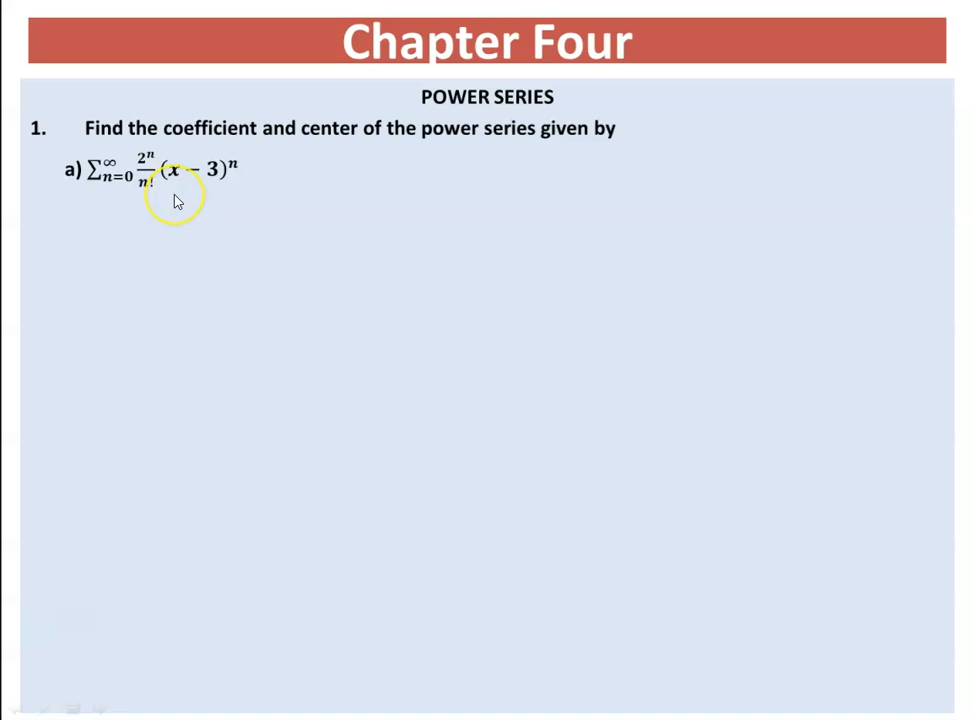 Chapter Four
POWER SERIES
1. Find the coefficient and center of the power series given by
a) ∑_{n=0}^{∞} \frac{2^n}{n!} (x − 3)^n